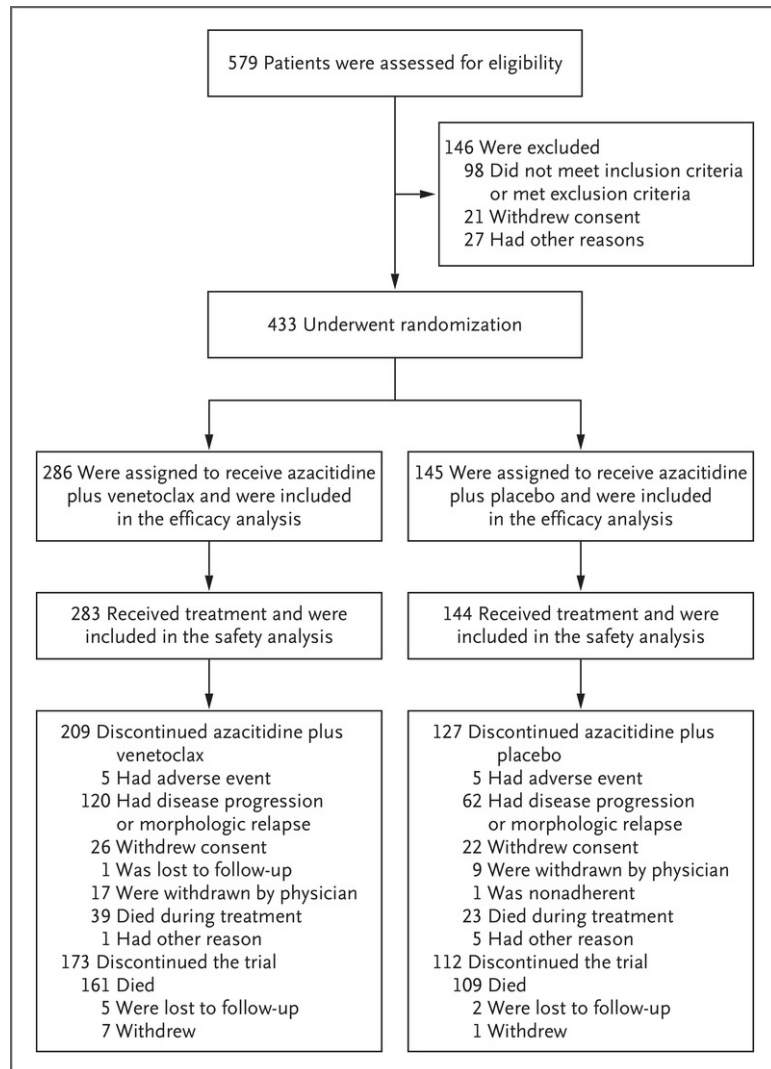 579 Patients were assessed for eligibility
146 Were excluded
98 Did not meet inclusion criteria
or met exclusion criteria
21 Withdrew consent
27 Had other reasons
433 Underwent randomization
286 Were assigned to receive azacitidine
plus venetoclax and were included
in the efficacy analysis
145 Were assigned to receive azacitidine
plus placebo and were included
in the efficacy analysis
283 Received treatment and were
included in the safety analysis
144 Received treatment and were
included in the safety analysis
209 Discontinued azacitidine plus
venetoclax
5 Had adverse event
120 Had disease progression
or morphologic relapse
26 Withdrew consent
1 Was lost to follow-up
17 Were withdrawn by physician
39 Died during treatment
1 Had other reason
173 Discontinued the trial
161 Died
5 Were lost to follow-up
7 Withdrew
127 Discontinued azacitidine plus
placebo
5 Had adverse event
62 Had disease progression
or morphologic relapse
22 Withdrew consent
9 Were withdrawn by physician
1 Was nonadherent
23 Died during treatment
5 Had other reason
112 Discontinued the trial
109 Died
2 Were lost to follow-up
1 Withdrew